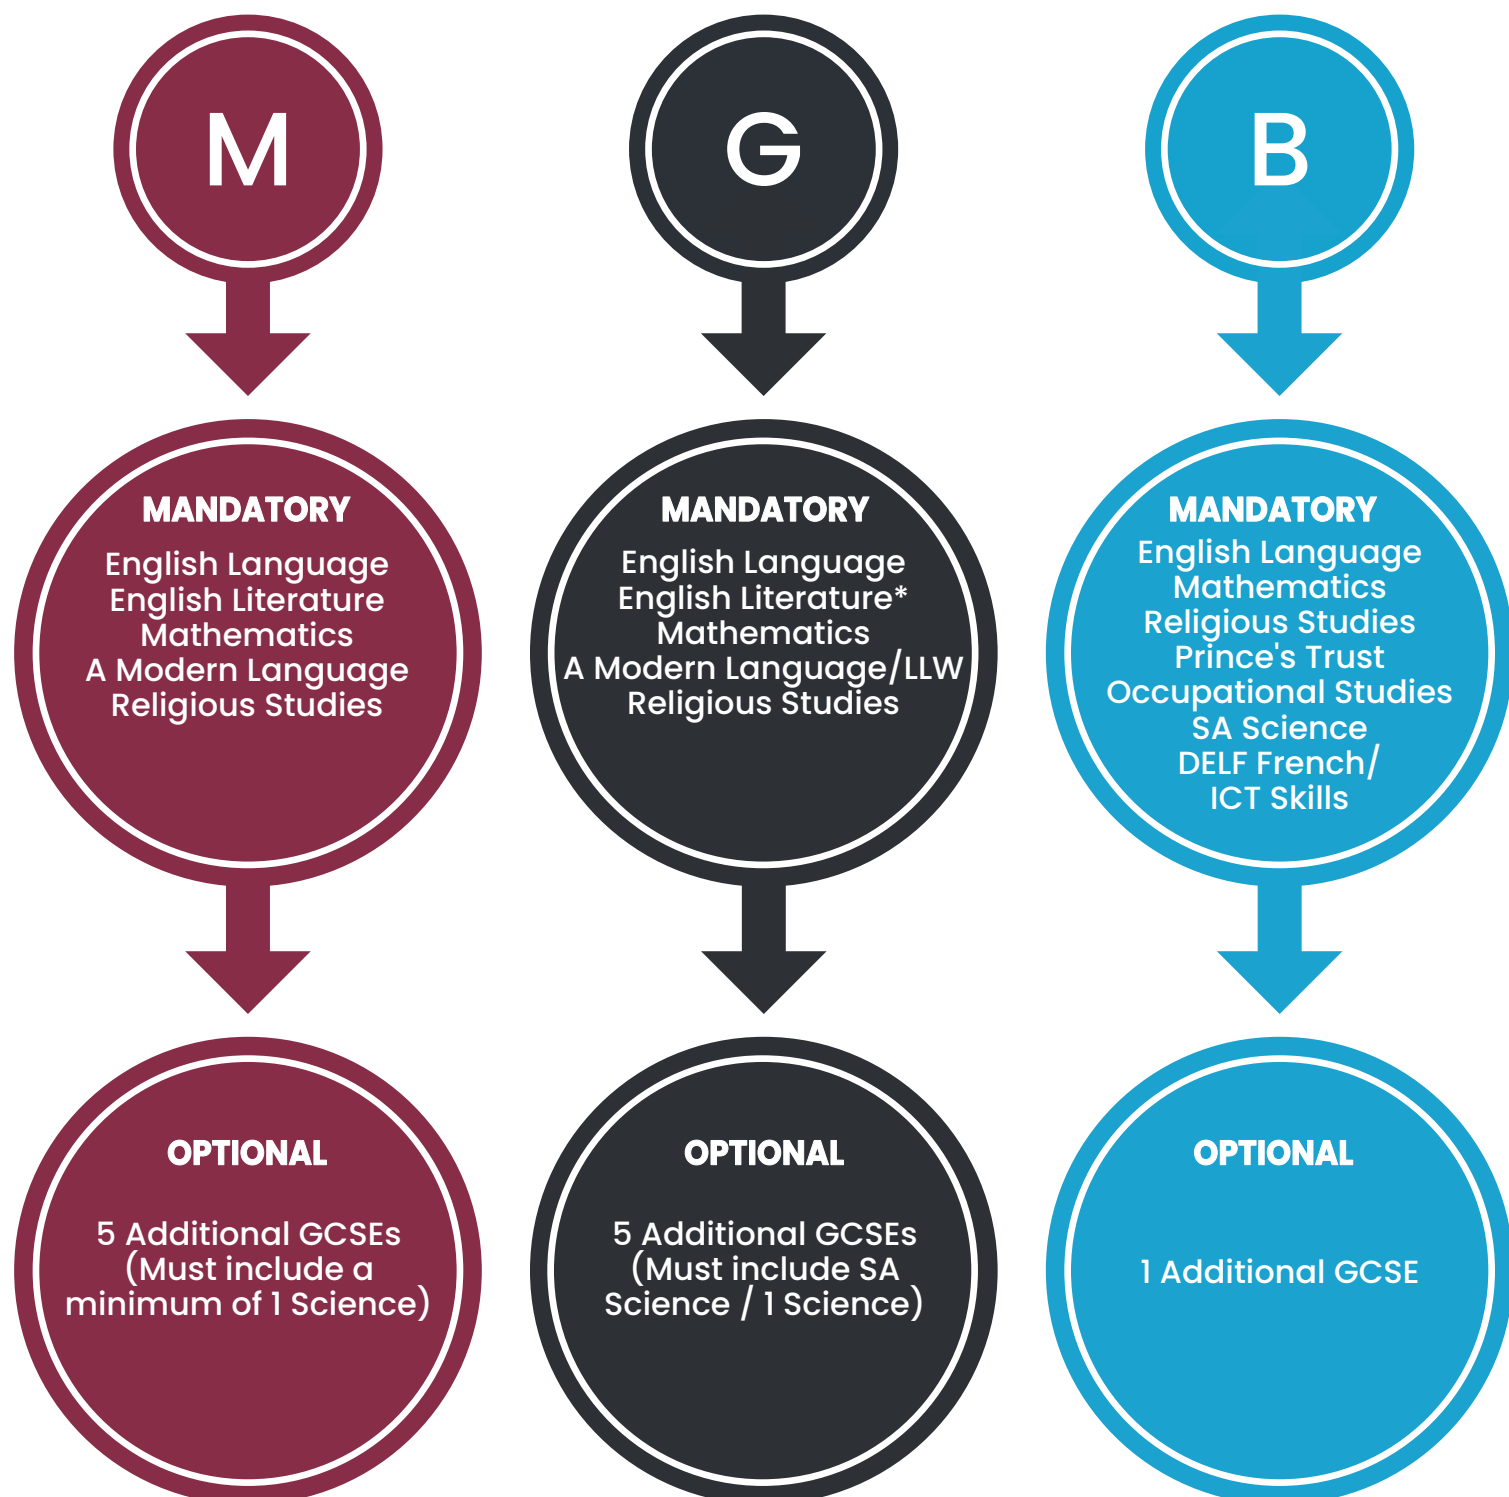 M
MANDATORY
English Language
English Literature
Mathematics
A Modern Language
Religious Studies
OPTIONAL
5 Additional GCSEs
(Must include a
minimum of 1 Science)
G
MANDATORY
English Language
English Literature*
Mathematics
A Modern Language/LLW
Religious Studies
OPTIONAL
5 Additional GCSEs
(Must include SA
Science / 1 Science)
B
MANDATORY
English Language
Mathematics
Religious Studies
Prince's Trust
Occupational Studies
SA Science
DELF French/
ICT Skills
OPTIONAL
1 Additional GCSE